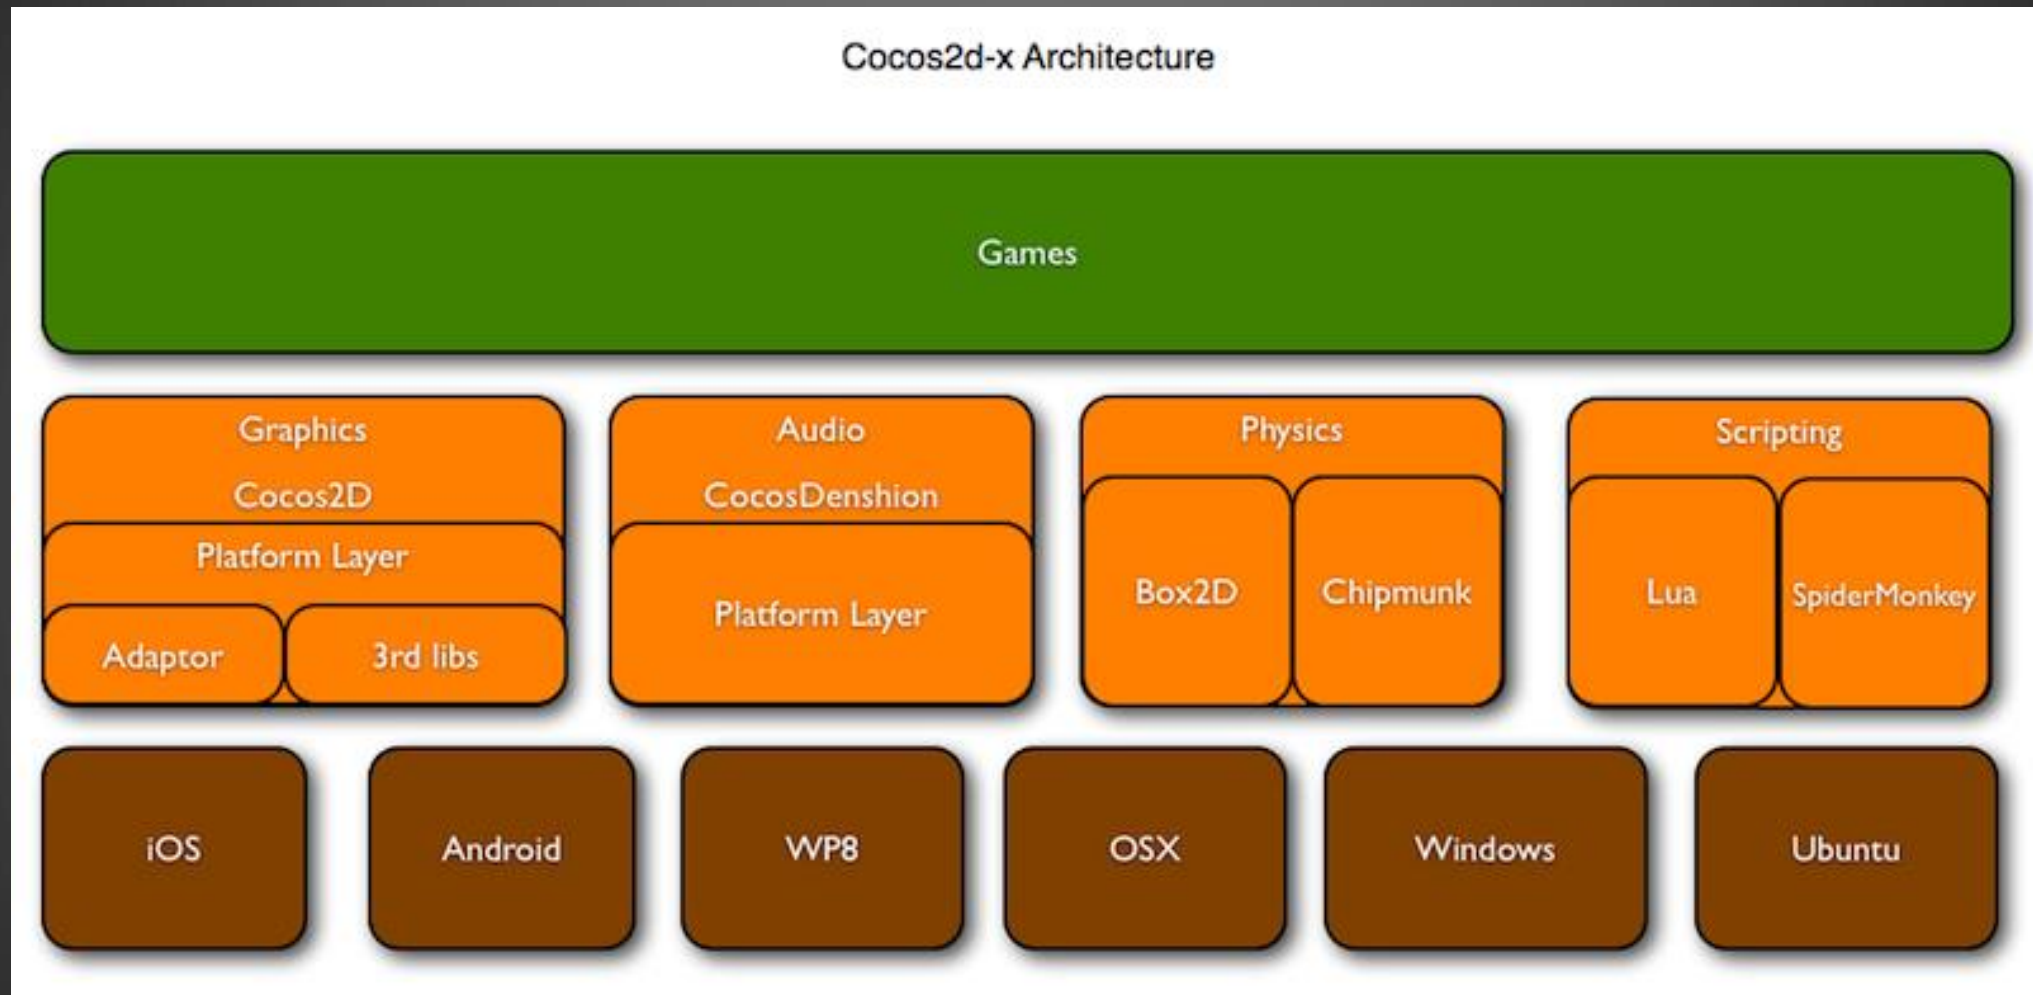 Cocos2d-x Architecture
Games
Graphics
Cocos2D
Platform Layer
Adaptor
3rd libs
Audio
CocosDenshion
Platform Layer
Physics
Box2D
Chipmunk
Scripting
Lua
SpiderMonkey
iOS
Android
WP8
OSX
Windows
Ubuntu